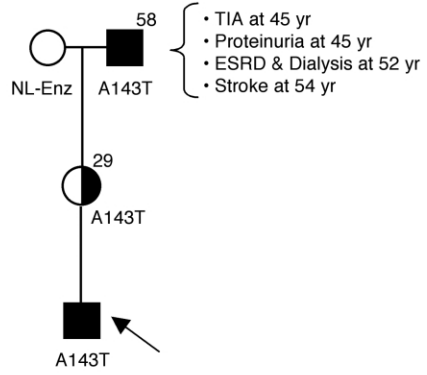 58
• TIA at 45 yr
• Proteinuria at 45 yr
• ESRD & Dialysis at 52 yr
• Stroke at 54 yr
NL-Enz A143T
29
A143T
A143T